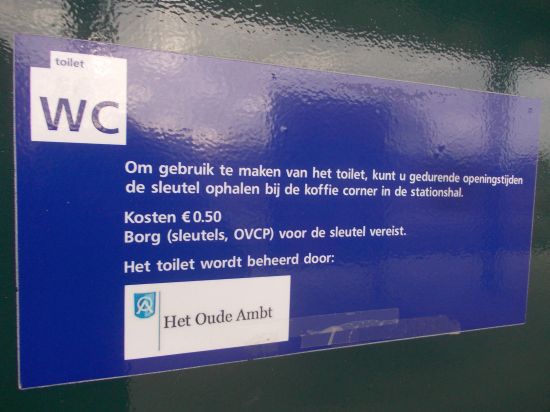 toilet
WC
Om gebruik te maken van het toilet, kunt u gedurende openingstijden
de sleutel ophalen bij de koffie corner in de stationshal.
Kosten € 0.50
Borg (sleutels, OVCP) voor de sleutel vereist.
Het toilet wordt beheerd door:
Het Oude Ambt